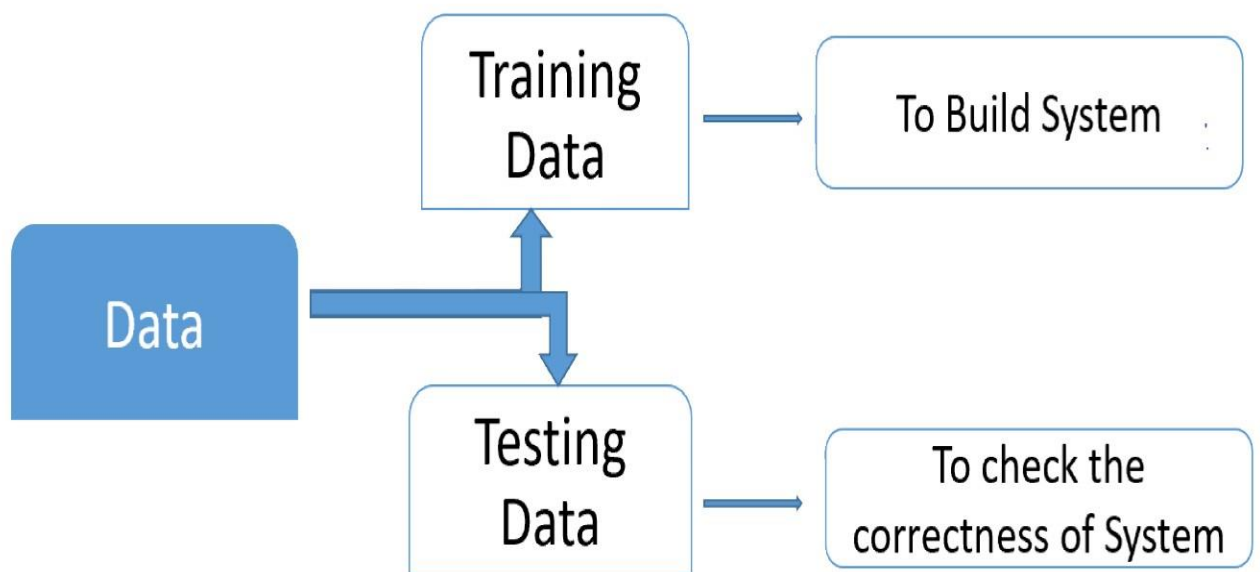 Training
Data
To Build System
Data
Testing
Data
To check the
correctness of System